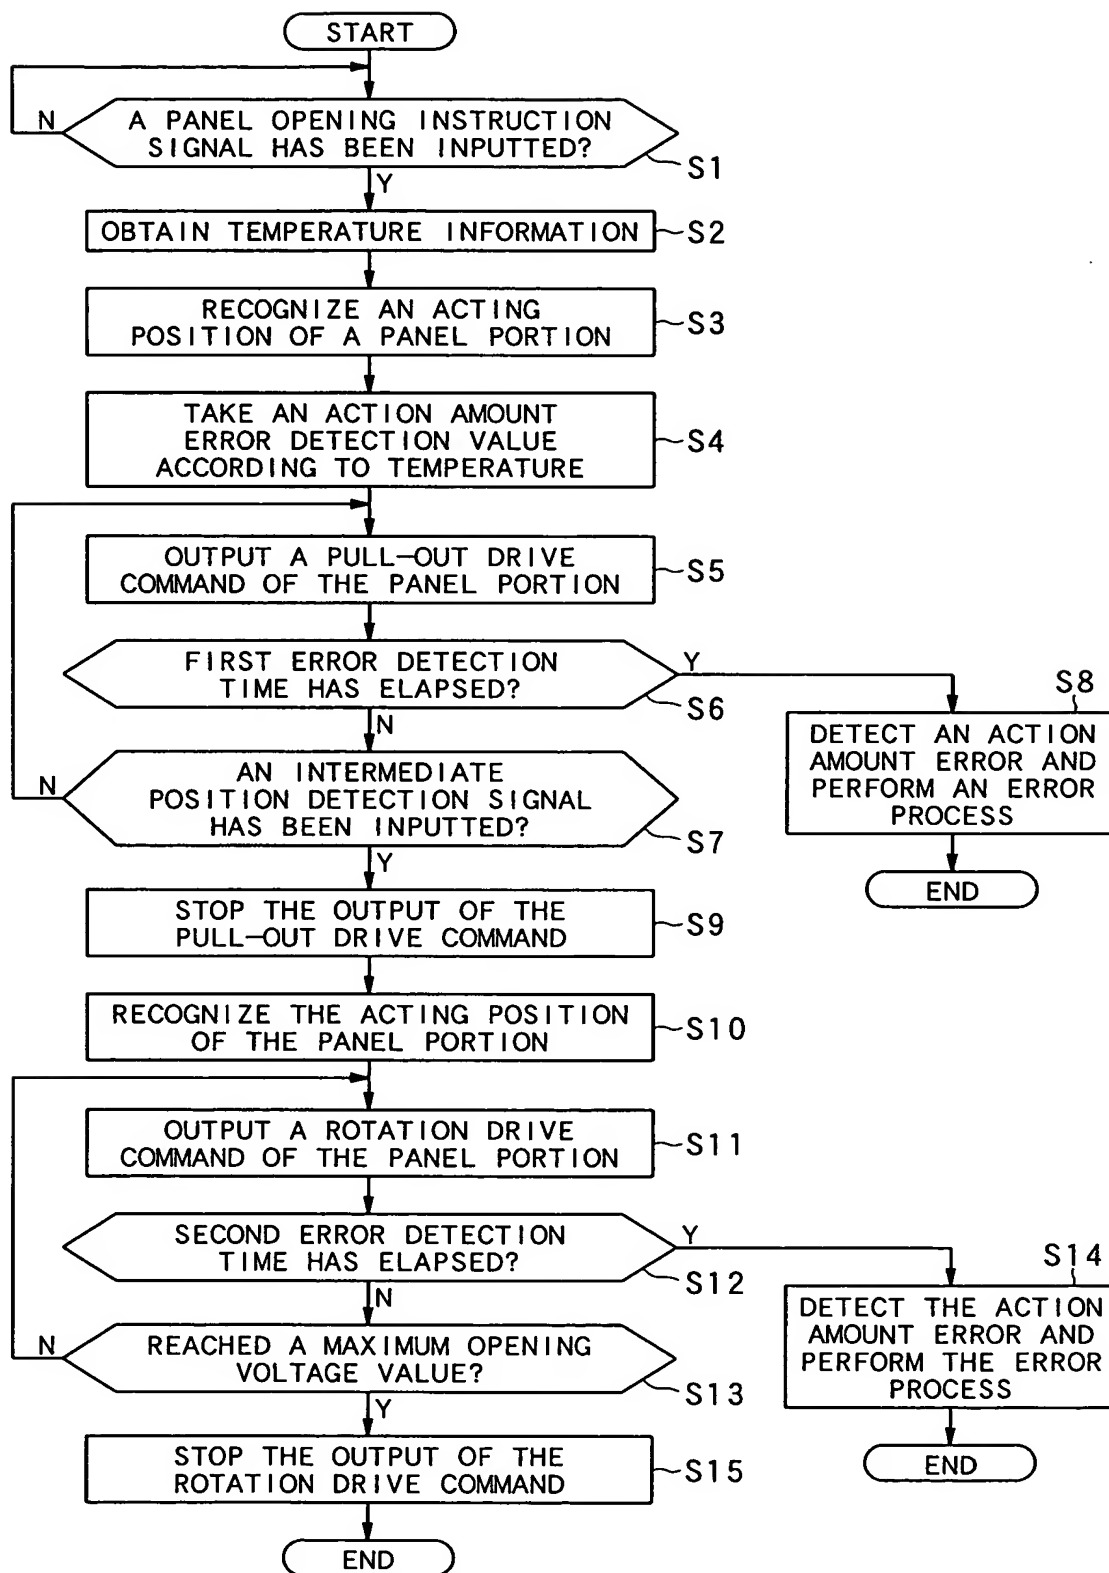 START
N
A PANEL OPENING INSTRUCTION
SIGNAL HAS BEEN INPUTTED?
S1
Y
OBTAIN TEMPERATURE INFORMATION
S2
RECOGNIZE AN ACTING
POSITION OF A PANEL PORTION
S3
TAKE AN ACTION AMOUNT
ERROR DETECTION VALUE
ACCORDING TO TEMPERATURE
S4
OUTPUT A PULL-OUT DRIVE
COMMAND OF THE PANEL PORTION
S5
FIRST ERROR DETECTION
TIME HAS ELAPSED?
Y
S6
N
S8
DETECT AN ACTION
AMOUNT ERROR AND
PERFORM AN ERROR
PROCESS
END
N
AN INTERMEDIATE
POSITION DETECTION SIGNAL
HAS BEEN INPUTTED?
S7
Y
STOP THE OUTPUT OF THE
PULL-OUT DRIVE COMMAND
S9
RECOGNIZE THE ACTING POSITION
OF THE PANEL PORTION
S10
OUTPUT A ROTATION DRIVE
COMMAND OF THE PANEL PORTION
S11
SECOND ERROR DETECTION
TIME HAS ELAPSED?
Y
S12
N
S14
DETECT THE ACTION
AMOUNT ERROR AND
PERFORM THE ERROR
PROCESS
END
N
REACHED A MAXIMUM OPENING
VOLTAGE VALUE?
S13
Y
STOP THE OUTPUT OF THE
ROTATION DRIVE COMMAND
S15
END